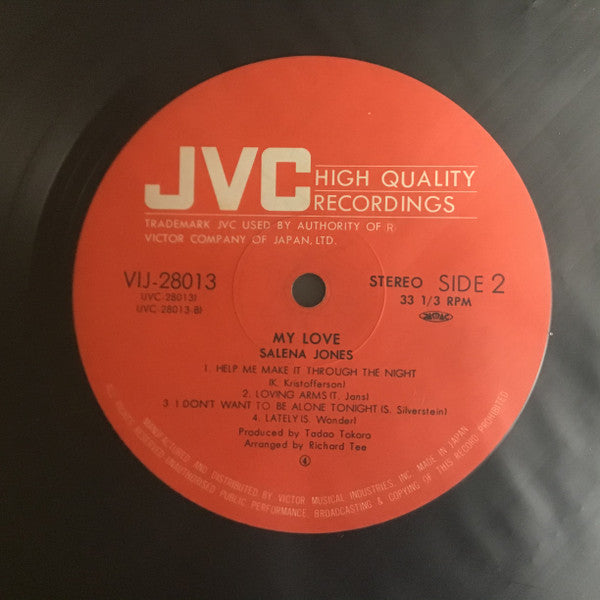 JVC HIGH QUALITY
RECORDINGS
TRADEMARK JVC USED BY AUTHORITY OF R
VICTOR COMPANY OF JAPAN, LTD.
VIJ-28013
(UVC-28013)
UVC-28013-B)
STEREO SIDE 2
33 1/3 RPM
MY LOVE
SALENA JONES
1. HELP ME MAKE IT THROUGH THE NIGHT
(K. Kristofferson)
2. LOVING ARMS (T. Jans)
3 I DON'T WANT TO BE ALONE TONIGHT (S. Silverstein)
4. LATELY (S. Wonder)
Produced by Tadao Takara
Arranged by Richard Tee
④
MANUFACTURED AND DISTRIBUTED BY VICTOR MUSICAL INDUSTRIES, INC. MADE IN JAPAN
ALL RIGHTS RESERVED. UNAUTHORISED PUBLIC PERFORMANCE, BROADCASTING & COPYING OF THIS RECORD PROHIBITED